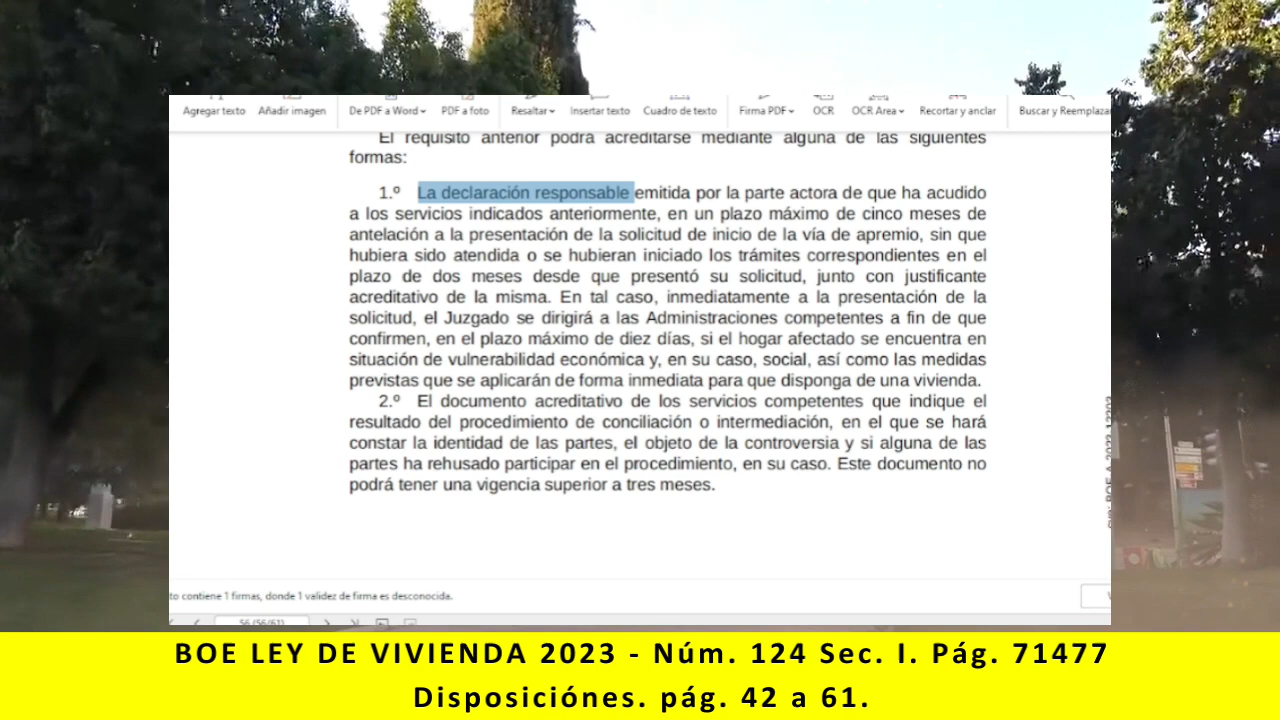 Agregar texto Añadir imagen De PDF a Word PDF a foto Resaltar Insertar texto Cuadro de texto Firma PDF OCR OCR Area Recortar y anclar Buscar y Reemplaza
El requisito anterior podrá acreditarse mediante alguna de las siguientes
formas:
1.º La declaración responsable emitida por la parte actora de que ha acudido
a los servicios indicados anteriormente, en un plazo máximo de cinco meses de
antelación a la presentación de la solicitud de inicio de la vía de apremio, sin que
hubiera sido atendida o se hubieran iniciado los trámites correspondientes en el
plazo de dos meses desde que presentó su solicitud, junto con justificante
acreditativo de la misma. En tal caso, inmediatamente a la presentación de la
solicitud, el Juzgado se dirigirá a las Administraciones competentes a fin de que
confirmen, en el plazo máximo de diez días, si el hogar afectado se encuentra en
situación de vulnerabilidad económica y, en su caso, social, así como las medidas
previstas que se aplicarán de forma inmediata para que disponga de una vivienda.
2.º El documento acreditativo de los servicios competentes que indique el
resultado del procedimiento de conciliación o intermediación, en el que se hará
constar la identidad de las partes, el objeto de la controversia y si alguna de las
partes ha rehusado participar en el procedimiento, en su caso. Este documento no
podrá tener una vigencia superior a tres meses.
to contiene 1 firmas, donde 1 validez de firma es desconocida.
56 (56/61)
BOE LEY DE VIVIENDA 2023 - Núm. 124 Sec. I. Pág. 71477
Disposiciónes. pág. 42 a 61.